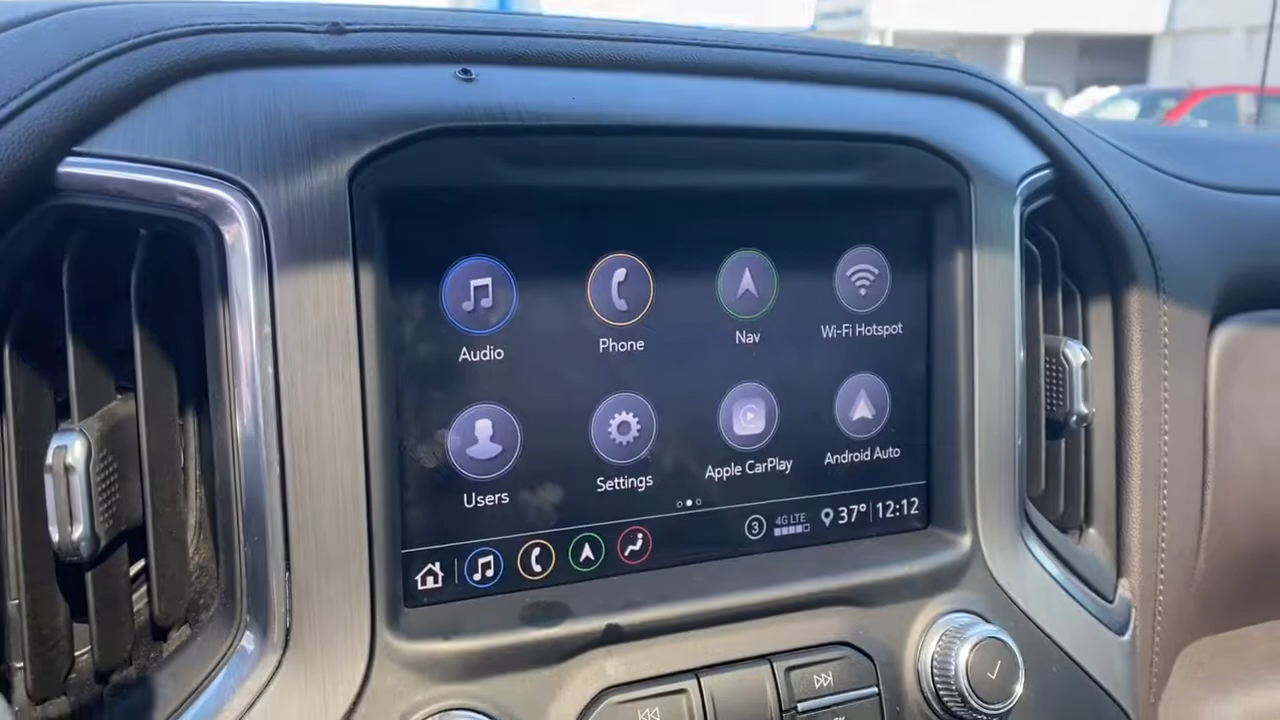 Audio
Phone
Nav
Wi-Fi Hotspot
Users
Settings
Apple CarPlay
Android Auto
3
4G LTE
37°
12:12